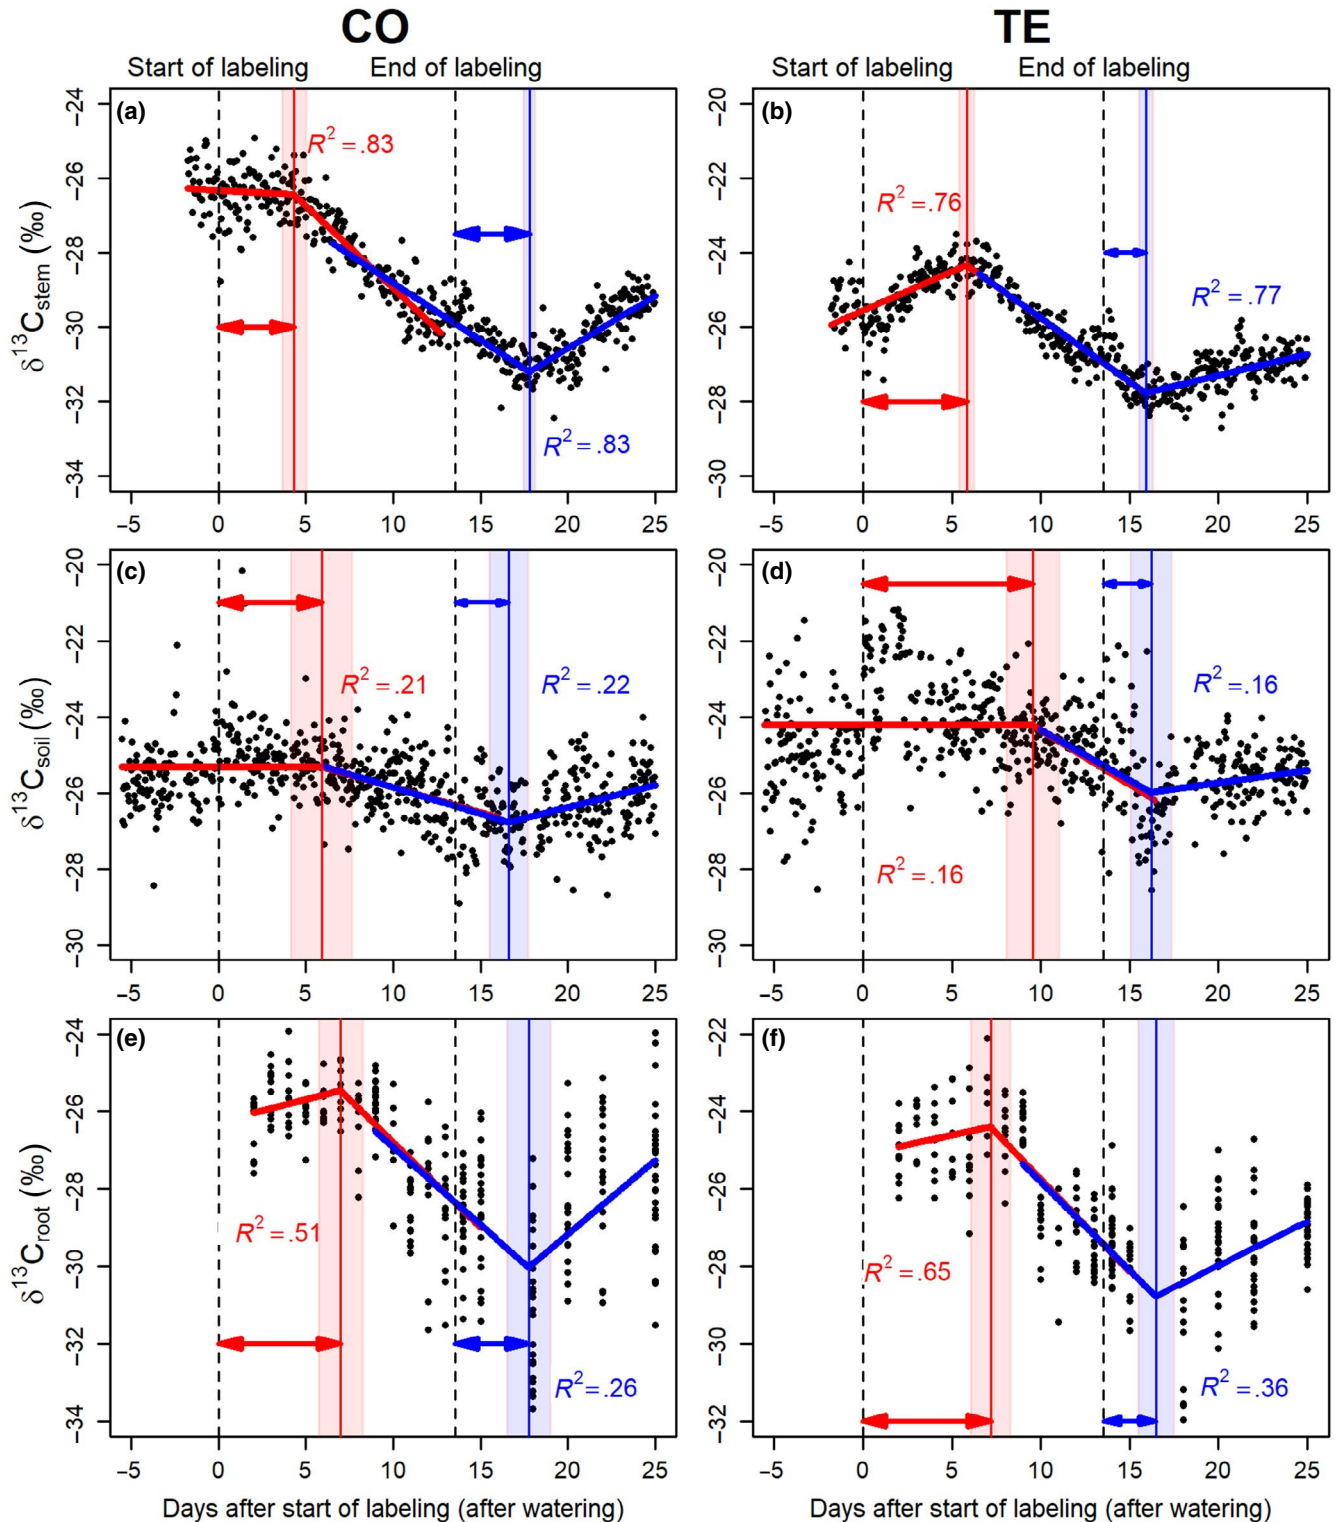 CO TE
Start of labeling End of labeling Start of labeling End of labeling
(a) (b)
δ¹³C_stem (‰)
−24 −26 −28 −30 −32 −34
R² = .83
R² = .83
−5 0 5 10 15 20 25
−20 −22 −24 −26 −28 −30
R² = .76
R² = .77
−5 0 5 10 15 20 25
(c) (d)
δ¹³C_soil (‰)
−20 −22 −24 −26 −28 −30
R² = .21
R² = .22
−5 0 5 10 15 20 25
−20 −22 −24 −26 −28 −30
R² = .16
R² = .16
−5 0 5 10 15 20 25
(e) (f)
δ¹³C_root (‰)
−24 −26 −28 −30 −32 −34
R² = .51
R² = .26
−5 0 5 10 15 20 25
−22 −24 −26 −28 −30 −32
R² = .65
R² = .36
−5 0 5 10 15 20 25
Days after start of labeling (after watering) Days after start of labeling (after watering)